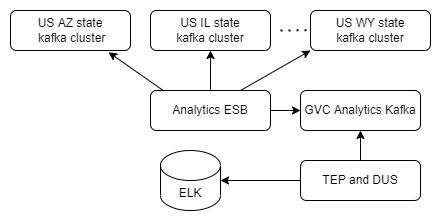 US AZ state
kafka cluster
US IL state
kafka cluster
....
US WY state
kafka cluster
Analytics ESB
GVC Analytics Kafka
ELK
TEP and DUS